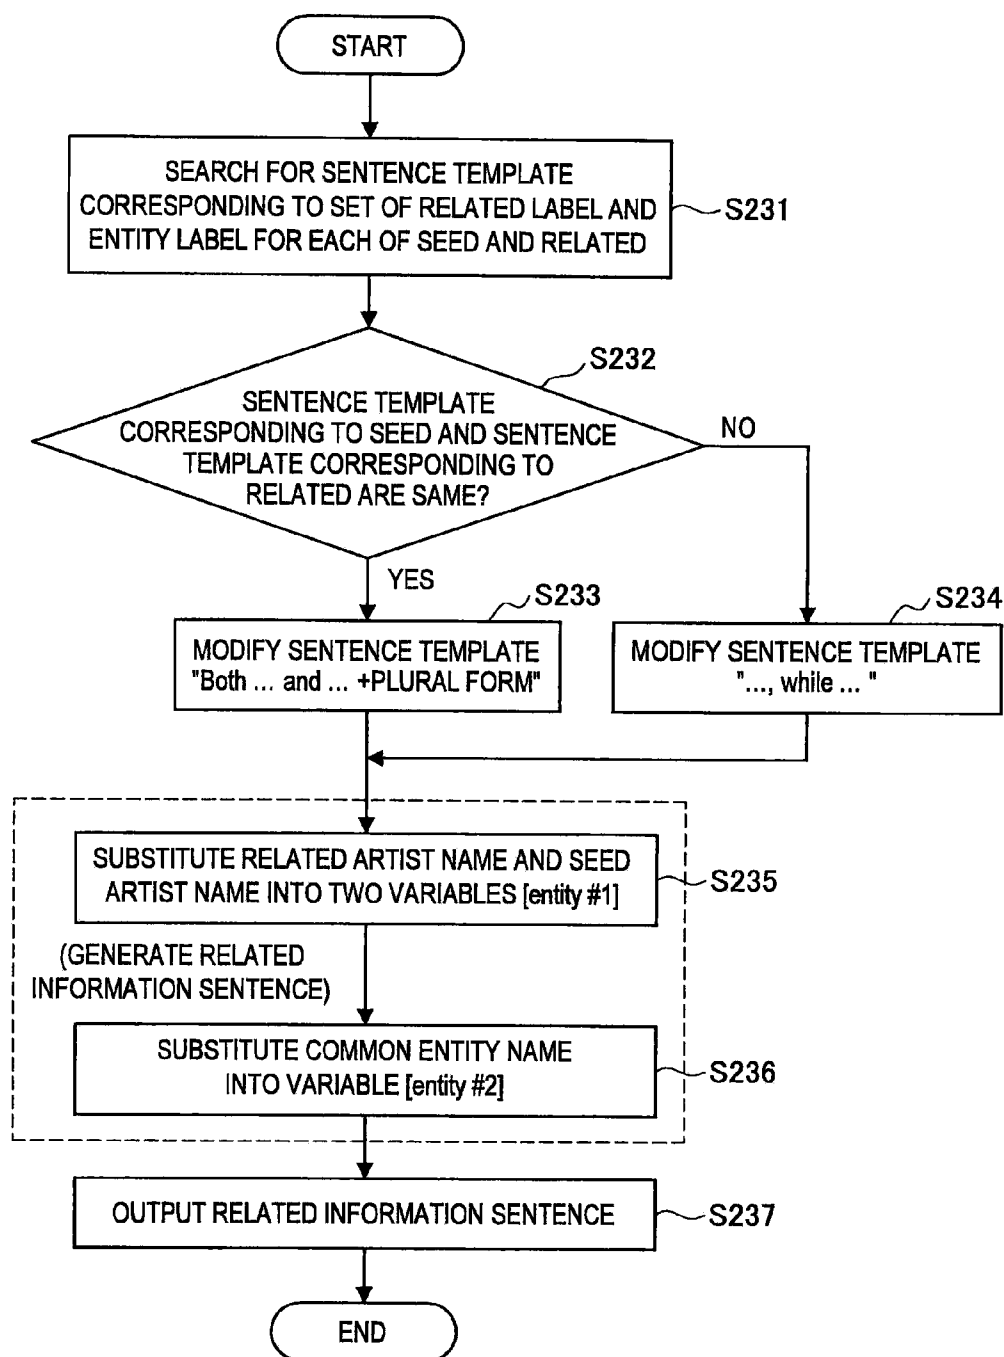 START
SEARCH FOR SENTENCE TEMPLATE
CORRESPONDING TO SET OF RELATED LABEL AND
ENTITY LABEL FOR EACH OF SEED AND RELATED
S231
S232
SENTENCE TEMPLATE
CORRESPONDING TO SEED AND SENTENCE
TEMPLATE CORRESPONDING TO
RELATED ARE SAME?
NO
YES
S233
MODIFY SENTENCE TEMPLATE
"Both ... and ... +PLURAL FORM"
S234
MODIFY SENTENCE TEMPLATE
"..., while ... "
SUBSTITUTE RELATED ARTIST NAME AND SEED
ARTIST NAME INTO TWO VARIABLES [entity #1]
S235
(GENERATE RELATED
INFORMATION SENTENCE)
SUBSTITUTE COMMON ENTITY NAME
INTO VARIABLE [entity #2]
S236
OUTPUT RELATED INFORMATION SENTENCE
S237
END